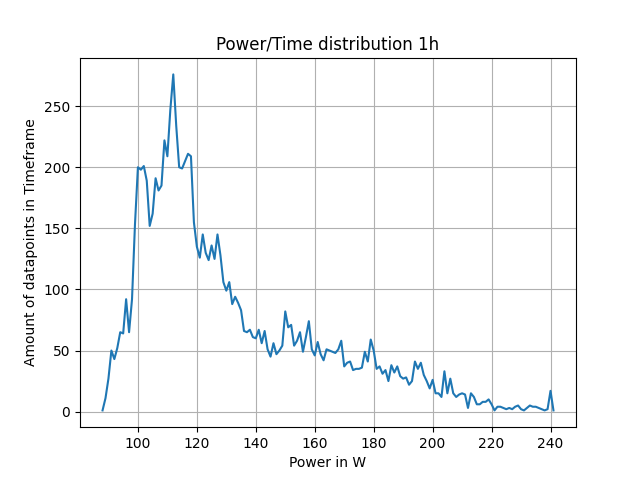 Power/Time distribution 1h
250
200
150
100
50
0
Amount of datapoints in Timeframe
100 120 140 160 180 200 220 240
Power in W